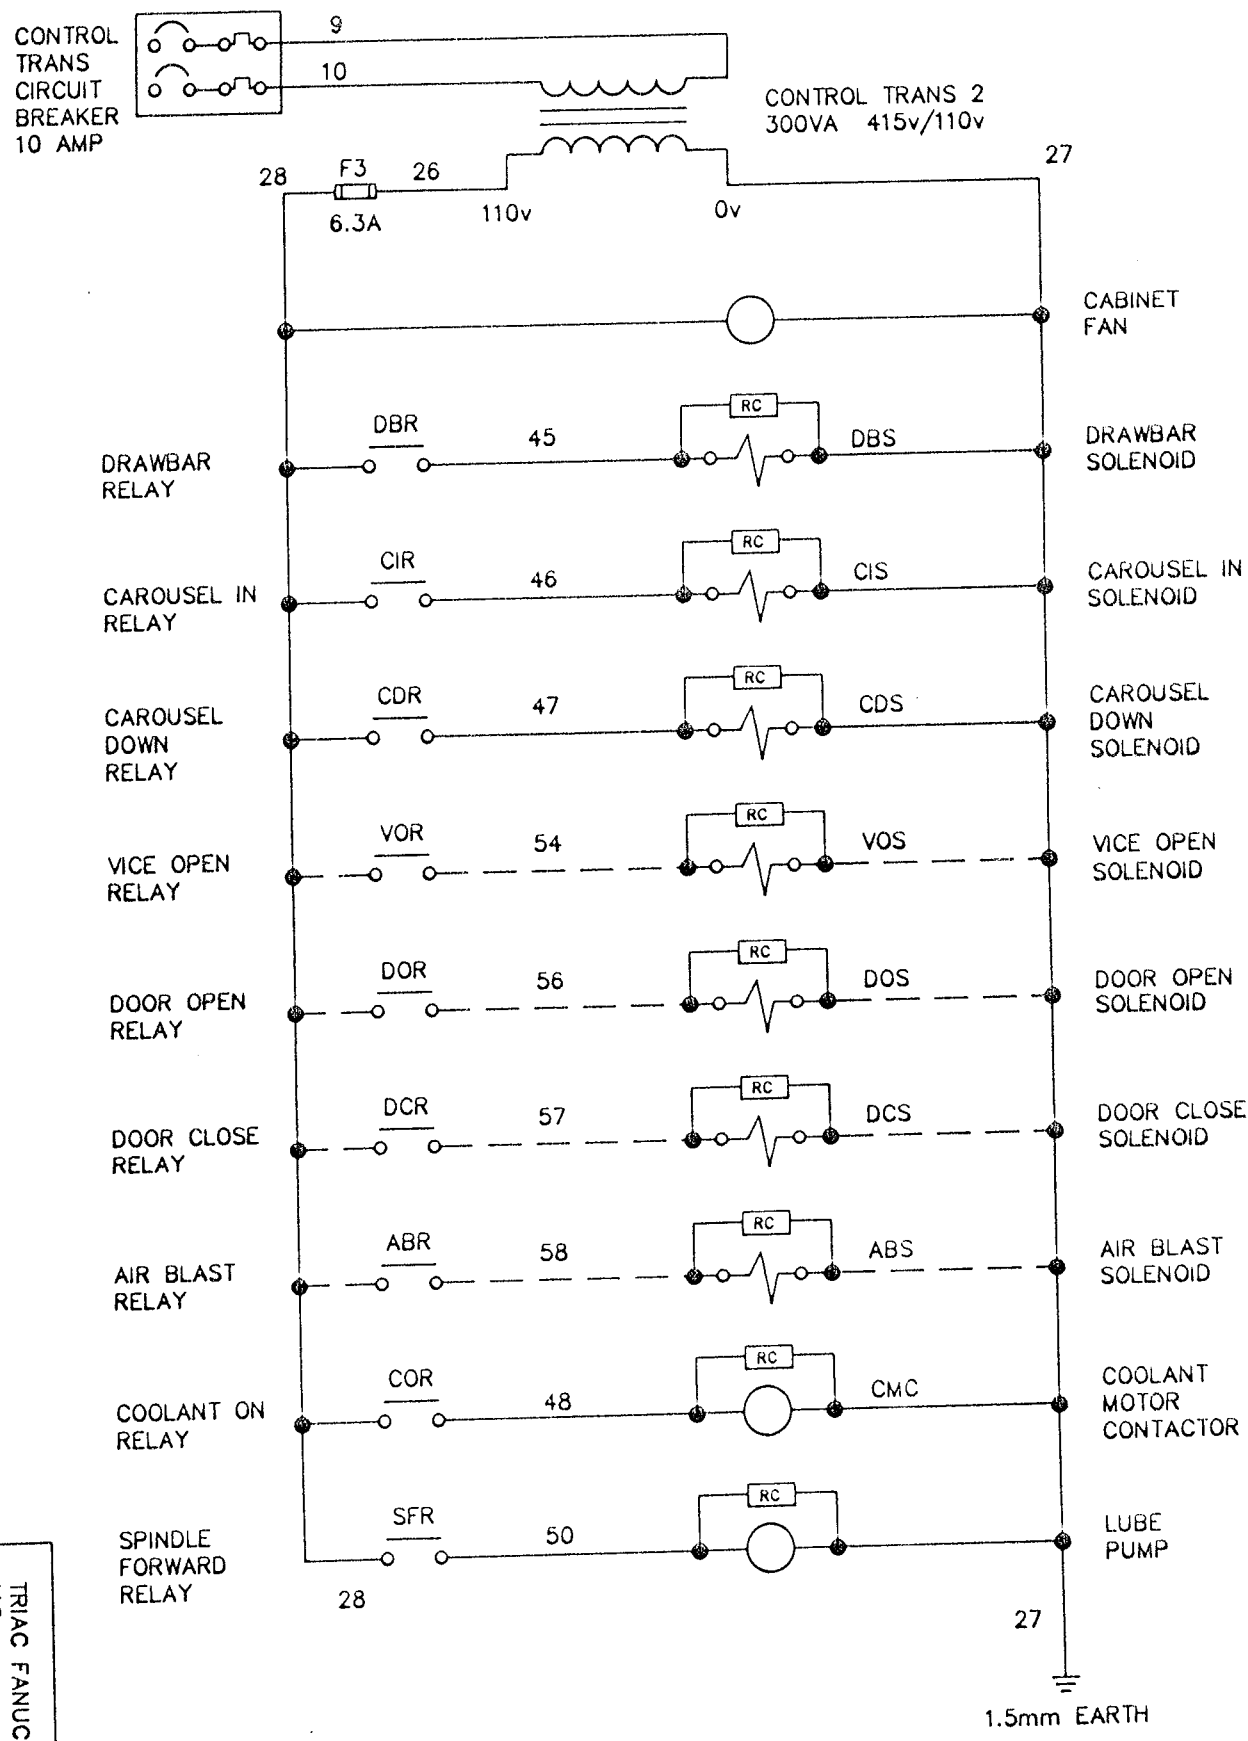 CONTROL
TRANS
CIRCUIT
BREAKER
10 AMP
9
10
CONTROL TRANS 2
300VA 415v/110v
28
F3
26
27
6.3A
110v
0v
CABINET
FAN
DRAWBAR
RELAY
DBR
45
RC
DBS
DRAWBAR
SOLENOID
CAROUSEL IN
RELAY
CIR
46
RC
CIS
CAROUSEL IN
SOLENOID
CAROUSEL
DOWN
RELAY
CDR
47
RC
CDS
CAROUSEL
DOWN
SOLENOID
VICE OPEN
RELAY
VOR
54
RC
VOS
VICE OPEN
SOLENOID
DOOR OPEN
RELAY
DOR
56
RC
DOS
DOOR OPEN
SOLENOID
DOOR CLOSE
RELAY
DCR
57
RC
DCS
DOOR CLOSE
SOLENOID
AIR BLAST
RELAY
ABR
58
RC
ABS
AIR BLAST
SOLENOID
COOLANT ON
RELAY
COR
48
RC
CMC
COOLANT
MOTOR
CONTACTOR
SPINDLE
FORWARD
RELAY
SFR
50
RC
LUBE
PUMP
28
27
1.5mm EARTH
TRIAC FANUC